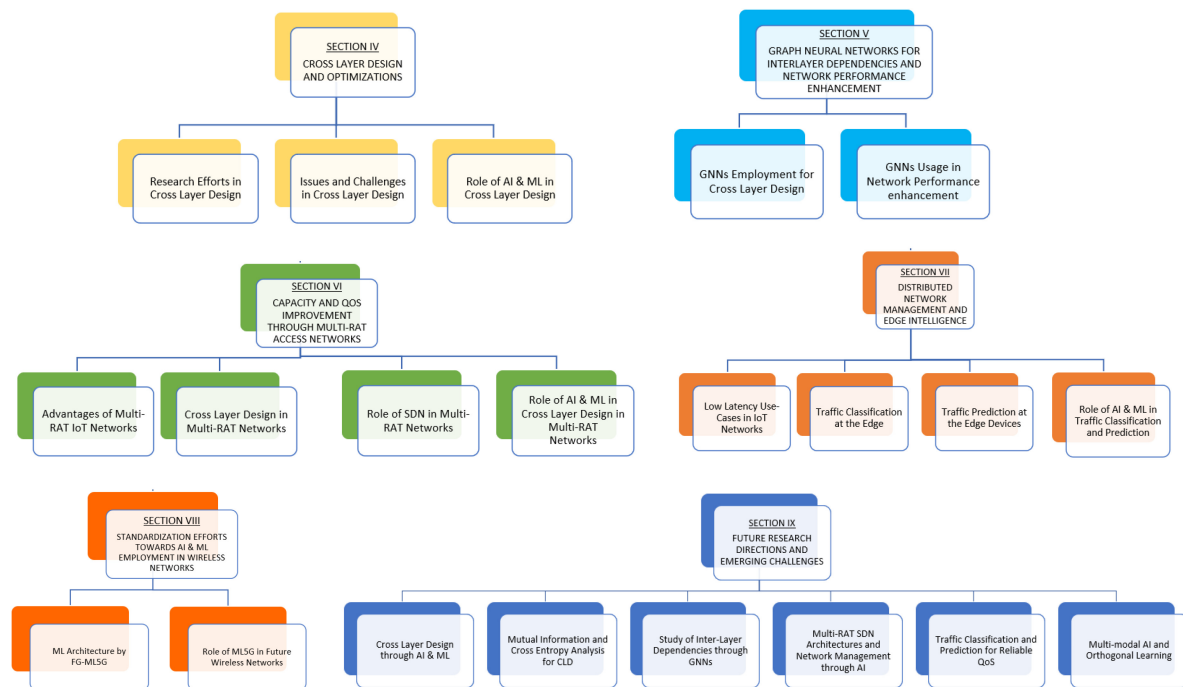 SECTION IV
CROSS LAYER DESIGN
AND OPTIMIZATIONS
Research Efforts in
Cross Layer Design
Issues and Challenges
in Cross Layer Design
Role of AI & ML in
Cross Layer Design
SECTION V
GRAPH NEURAL NETWORKS FOR
INTERLAYER DEPENDENCIES AND
NETWORK PERFORMANCE
ENHANCEMENT
GNNs Employment for
Cross Layer Design
GNNs Usage in
Network Performance
enhancement
SECTION VI
CAPACITY AND QOS
IMPROVEMENT
THROUGH MULTI-RAT
ACCESS NETWORKS
Advantages of Multi-
RAT IoT Networks
Cross Layer Design in
Multi-RAT Networks
Role of SDN in Multi-
RAT Networks
Role of AI & ML in
Cross Layer Design in
Multi-RAT Networks
SECTION VII
DISTRIBUTED
NETWORK
MANAGEMENT AND
EDGE INTELLIGENCE
Low Latency Use-
Cases in IoT
Networks
Traffic Classification
at the Edge
Traffic Prediction at
the Edge Devices
Role of AI & ML in
Traffic Classification
and Prediction
SECTION VIII
STANDARDIZATION EFFORTS
TOWARDS AI & ML
EMPLOYMENT IN WIRELESS
NETWORKS
ML Architecture by
FG-ML5G
Role of ML5G in Future
Wireless Networks
SECTION IX
FUTURE RESEARCH
DIRECTIONS AND
EMERGING CHALLENGES
Cross Layer Design
through AI & ML
Mutual Information and
Cross Entropy Analysis
for CLD
Study of Inter-Layer
Dependencies through
GNNs
Multi-RAT SDN
Architectures and
Network Management
through AI
Traffic Classification and
Prediction for Reliable
QoS
Multi-modal AI and
Orthogonal Learning